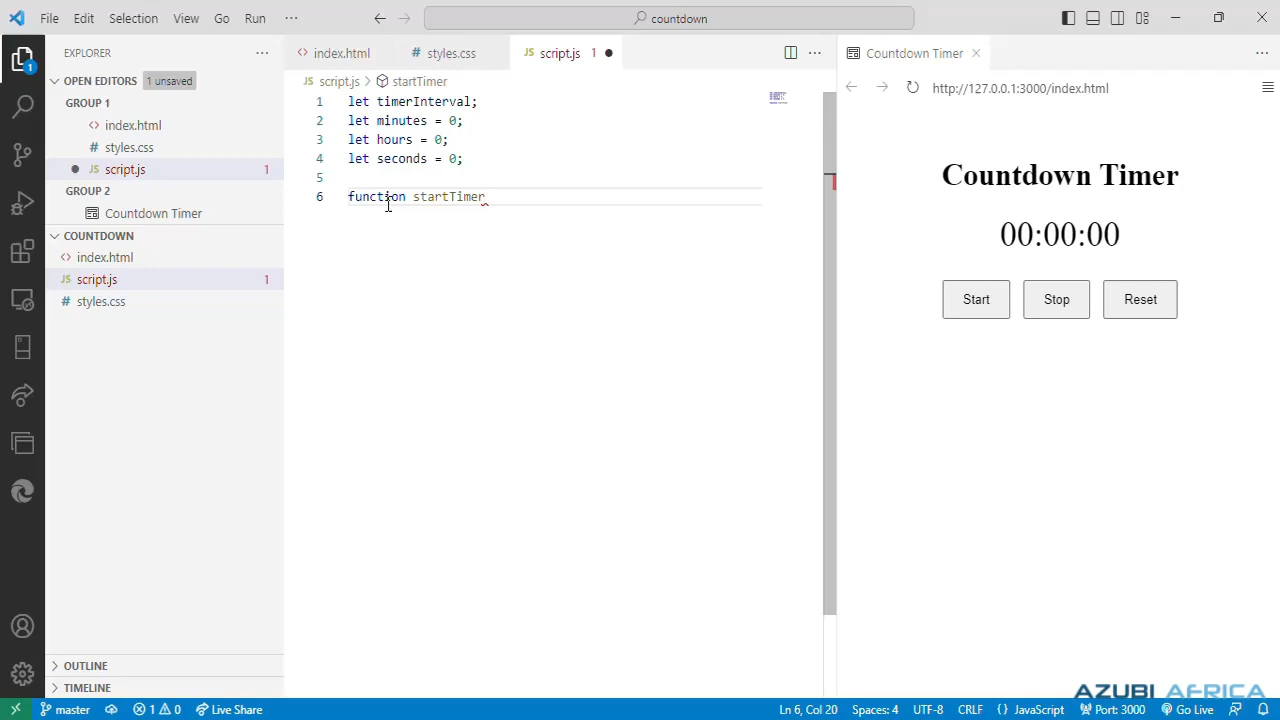 File Edit Selection View Go Run ··· countdown
EXPLORER ···
OPEN EDITORS 1 unsaved
GROUP 1
<> index.html
# styles.css
JS script.js 1
GROUP 2
Countdown Timer
COUNTDOWN
<> index.html
JS script.js 1
# styles.css
OUTLINE
TIMELINE
1
<> index.html # styles.css JS script.js 1 ···
JS script.js > startTimer
1 let timerInterval;
2 let minutes = 0;
3 let hours = 0;
4 let seconds = 0;
5
6 function startTimer
Countdown Timer ···
http://127.0.0.1:3000/index.html
Countdown Timer
00:00:00
Start Stop Reset
AZUBI AFRICA
master 1 0 Live Share Ln 6, Col 20 Spaces: 4 UTF-8 CRLF {} JavaScript Port: 3000 Go Live